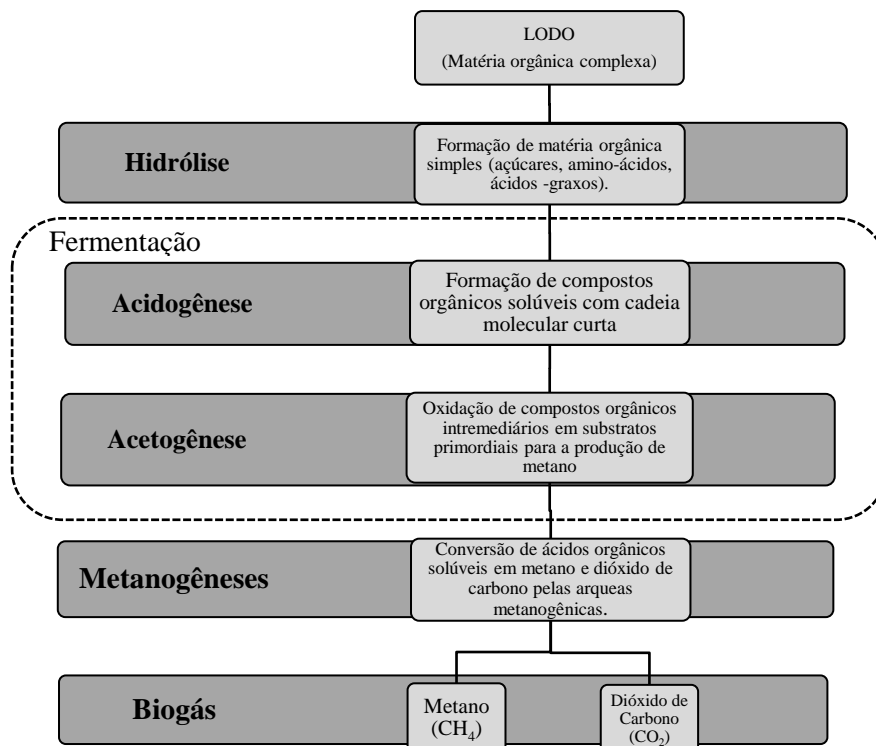 LODO
(Matéria orgânica complexa)
Hidrólise
Formação de matéria orgânica
simples (açúcares, amino-ácidos,
ácidos -graxos).
Fermentação
Acidogênese
Formação de compostos
orgânicos solúveis com cadeia
molecular curta
Acetogênese
Oxidação de compostos orgânicos
intremediários em substratos
primordiais para a produção de
metano
Metanogêneses
Conversão de ácidos orgânicos
solúveis em metano e dióxido de
carbono pelas arqueas
metanogênicas.
Biogás
Metano
(CH₄)
Dióxido de
Carbono
(CO₂)